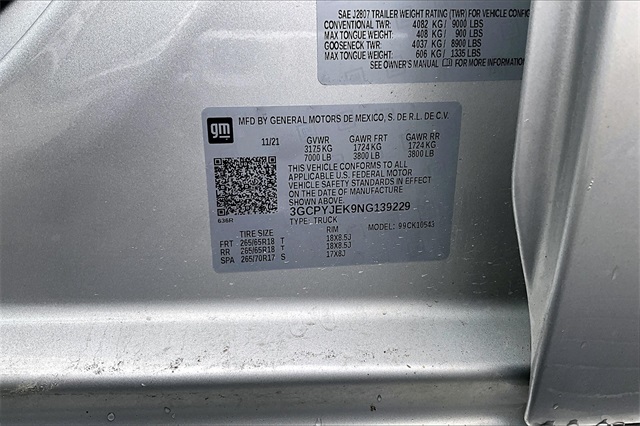 SAE J2807 TRAILER WEIGHT RATING (TWR) FOR VEHICLE CONFIG
CONVENTIONAL TWR: 4082 KG / 9000 LBS
MAX TONGUE WEIGHT: 408 KG / 900 LBS
GOOSENECK TWR: 4037 KG / 8900 LBS
MAX TONGUE WEIGHT: 606 KG / 1335 LBS
SEE OWNER'S MANUAL FOR MORE INFORMATION
gm
MFD BY GENERAL MOTORS DE MEXICO, S. DE R.L. DE C.V.
11/21 GVWR GAWR FRT GAWR RR
3175 KG 1724 KG 1724 KG
7000 LB 3800 LB 3800 LB
THIS VEHICLE CONFORMS TO ALL
APPLICABLE U.S. FEDERAL MOTOR
VEHICLE SAFETY STANDARDS IN EFFECT
ON THE DATE OF MANUFACTURE
3GCPYJEK9NG139229
636R TYPE: TRUCK 99CK10543
TIRE SIZE RIM
FRT 265/65R18 T 18X8.5J
RR 265/65R18 T 18X8.5J
SPA 265/70R17 S 17X8J